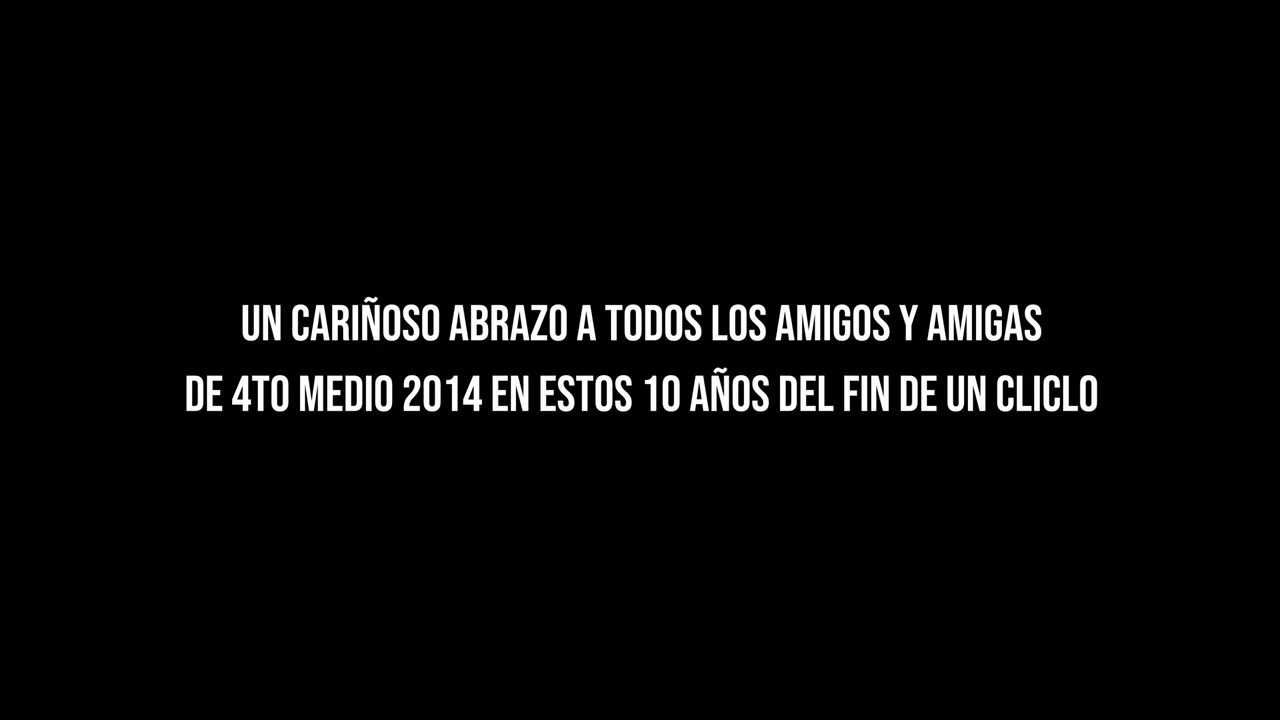 UN CARIÑOSO ABRAZO A TODOS LOS AMIGOS Y AMIGAS
DE 4TO MEDIO 2014 EN ESTOS 10 AÑOS DEL FIN DE UN CLICLO